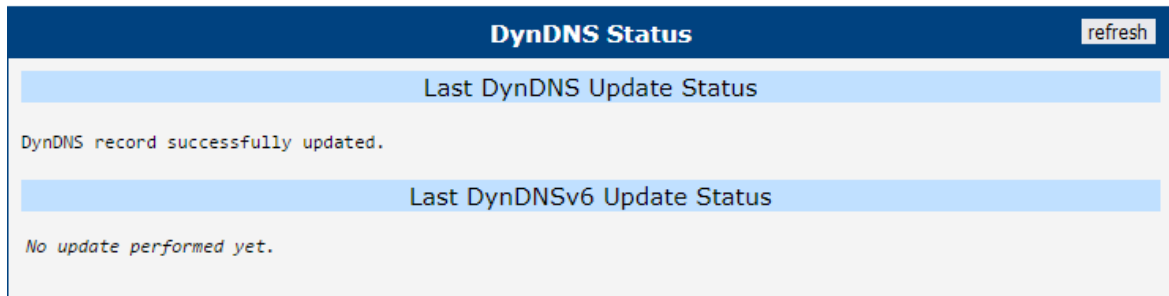 DynDNS Status
refresh
Last DynDNS Update Status
DynDNS record successfully updated.
Last DynDNSv6 Update Status
No update performed yet.